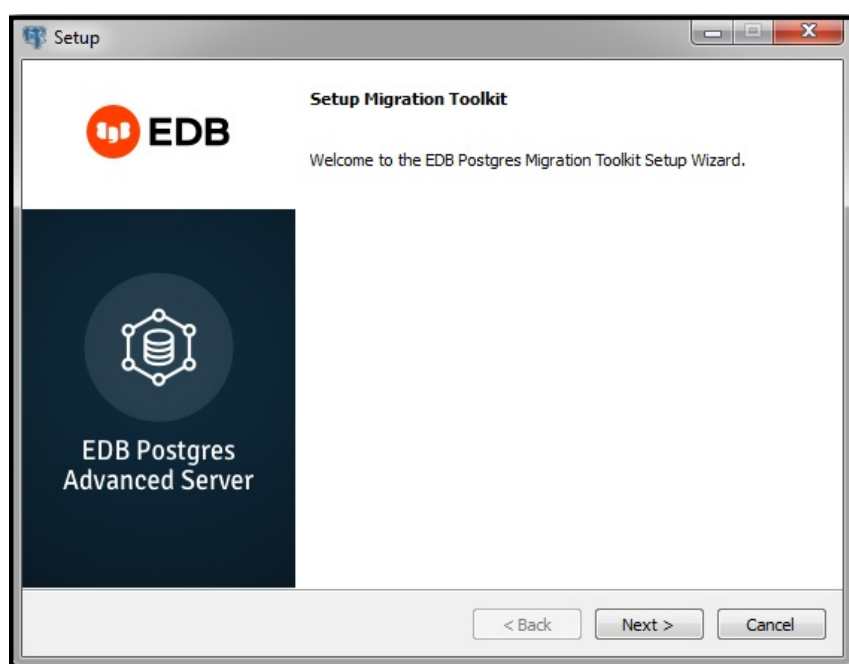 Setup
EDB
Setup Migration Toolkit
Welcome to the EDB Postgres Migration Toolkit Setup Wizard.
EDB Postgres
Advanced Server
< Back
Next >
Cancel